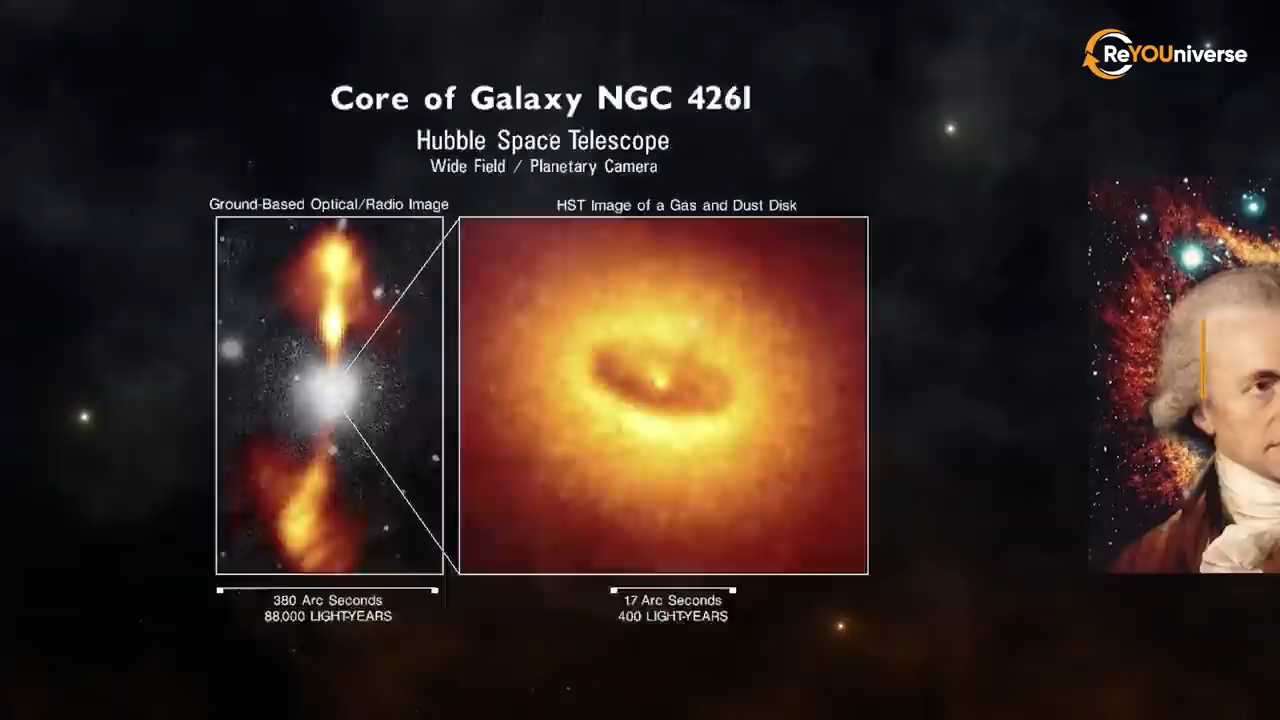 ReYOUniverse
Core of Galaxy NGC 4261
Hubble Space Telescope
Wide Field / Planetary Camera
Ground-Based Optical/Radio Image
HST Image of a Gas and Dust Disk
380 Arc Seconds
88,000 LIGHT-YEARS
17 Arc Seconds
400 LIGHT-YEARS